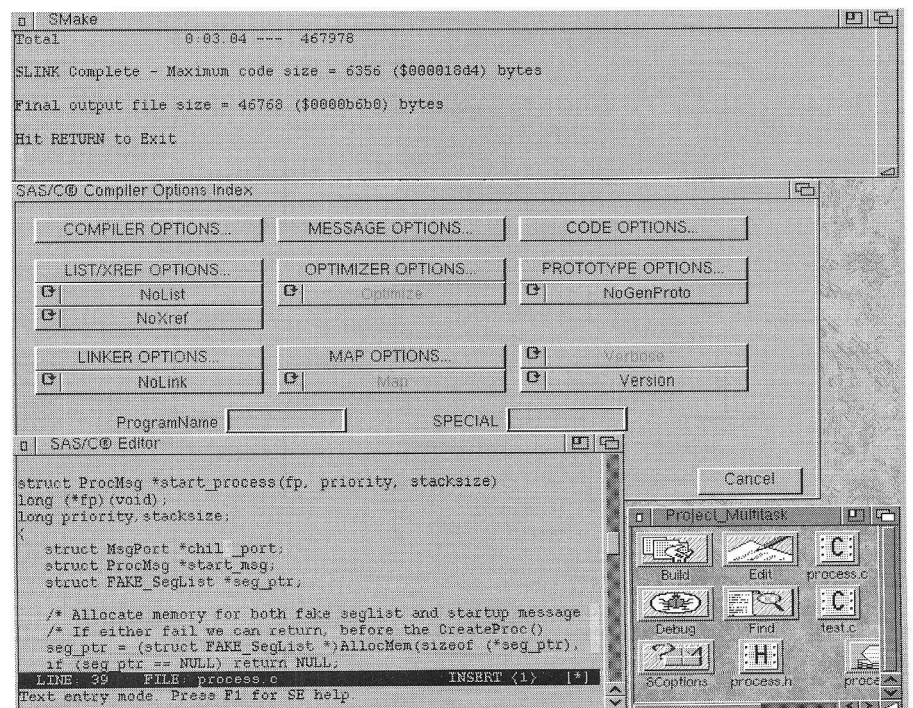 SMake
Total 0:03.04 --- 467978
SLINK Complete - Maximum code size = 6356 ($000018d4) bytes
Final output file size = 46768 ($0000b6b0) bytes
Hit RETURN to Exit
SAS/C® Compiler Options Index
COMPILER OPTIONS... MESSAGE OPTIONS... CODE OPTIONS...
LIST/XREF OPTIONS... OPTIMIZER OPTIONS... PROTOTYPE OPTIONS...
NoList Optimize NoGenProto
NoXref
LINKER OPTIONS... MAP OPTIONS... Verbose
NoLink Map Version
ProgramName SPECIAL
Cancel
SAS/C® Editor
struct ProcMsg *start_process(fp, priority, stacksize)
long (*fp)(void);
long priority,stacksize;
{
struct MsgPort *chil _port;
struct ProcMsg *start_msg;
struct FAKE_SegList *seg_ptr;
/* Allocate memory for both fake seglist and startup message
/* If either fail we can return, before the CreateProc()
seg_ptr = (struct FAKE_SegList *)AllocMem(sizeof (*seg_ptr),
if (seg_ptr == NULL) return NULL;
LINE: 39 FILE: process.c INSERT {1} [*]
Text entry mode. Press F1 for SE help.
Project_Multitask
C
Build Edit process.c
C
Debug Find test.c
H
SCoptions process.h proce